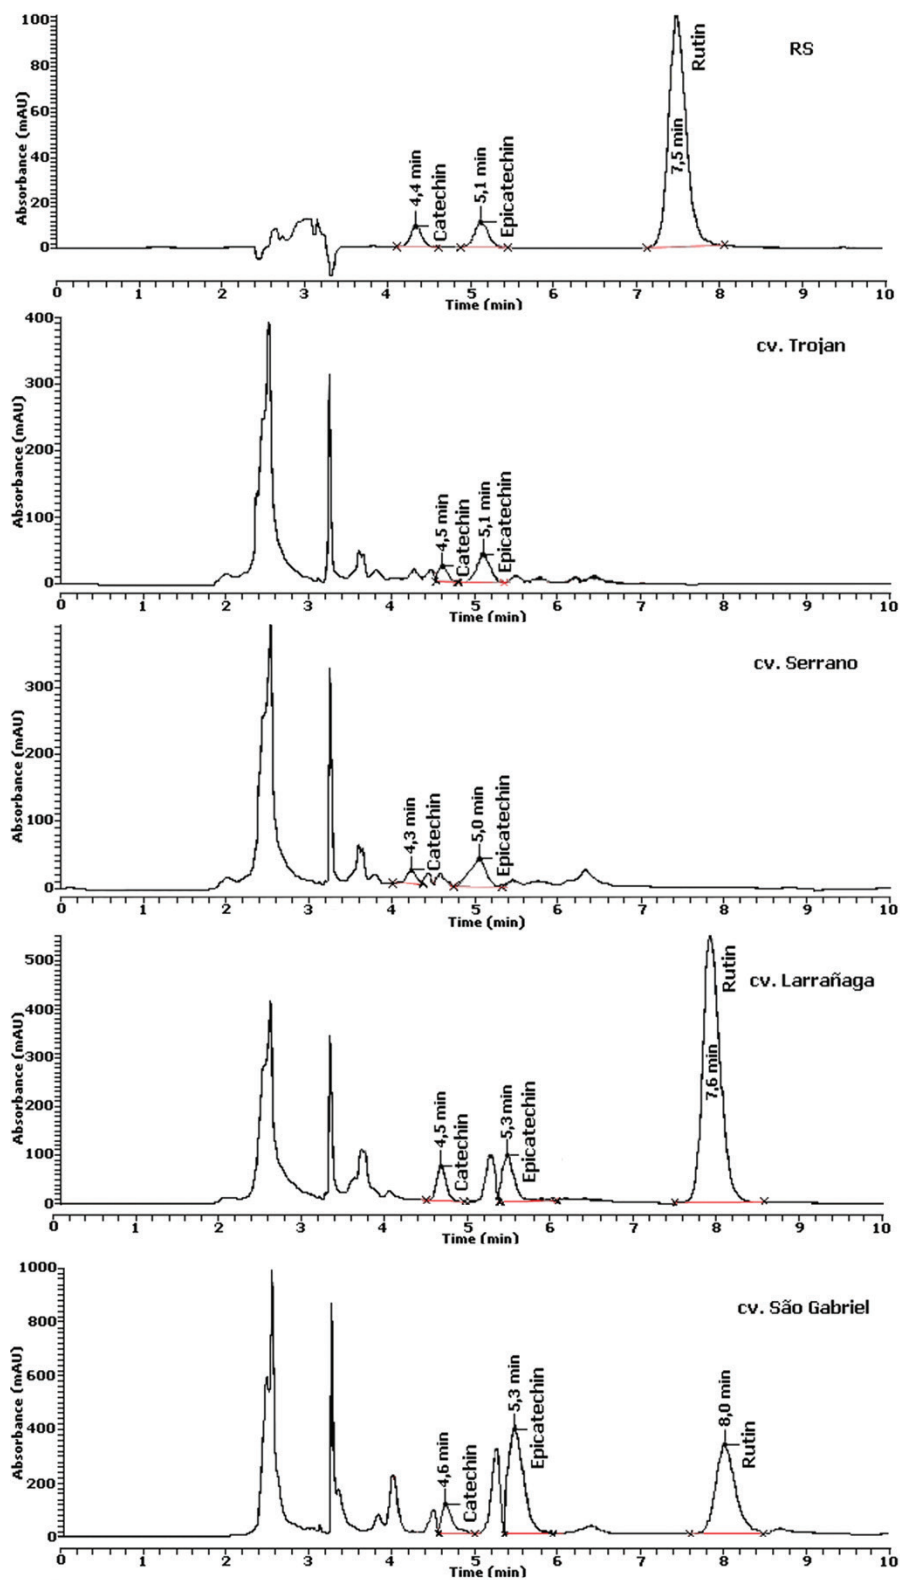 RS
Absorbance (mAU)
100
80
60
40
20
0
4,4 min
Catechin
5,1 min
Epicatechin
7,5 min
Rutin
0 1 2 3 4 5 6 7 8 9 10
Time (min)
cv. Trojan
Absorbance (mAU)
400
300
200
100
0
4,5 min
Catechin
5,1 min
Epicatechin
0 1 2 3 4 5 6 7 8 9 10
Time (min)
cv. Serrano
Absorbance (mAU)
300
200
100
0
4,3 min
Catechin
5,0 min
Epicatechin
0 1 2 3 4 5 6 7 8 9 10
Time (min)
cv. Larrañaga
Absorbance (mAU)
500
400
300
200
100
0
4,5 min
Catechin
5,3 min
Epicatechin
7,6 min
Rutin
0 1 2 3 4 5 6 7 8 9 10
Time (min)
cv. São Gabriel
Absorbance (mAU)
1000
800
600
400
200
0
4,6 min
Catechin
5,3 min
Epicatechin
8,0 min
Rutin
0 1 2 3 4 5 6 7 8 9 10
Time (min)